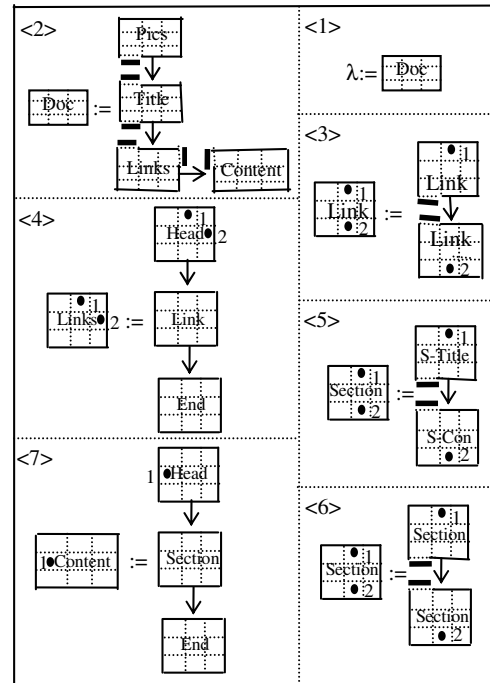 <2>
Pics
Doc :=
Title
Links
Content
<1>
λ:= Doc
<3>
1
Link
1
Link
2
:=
Link
2
<4>
1
Head 2
1
Links 2 :=
Link
End
<5>
1
S-Title
1
Section
2
:=
S-Con
2
<7>
1 Head
1 Content :=
Section
End
<6>
1
Section
1
Section
2
:=
Section
2